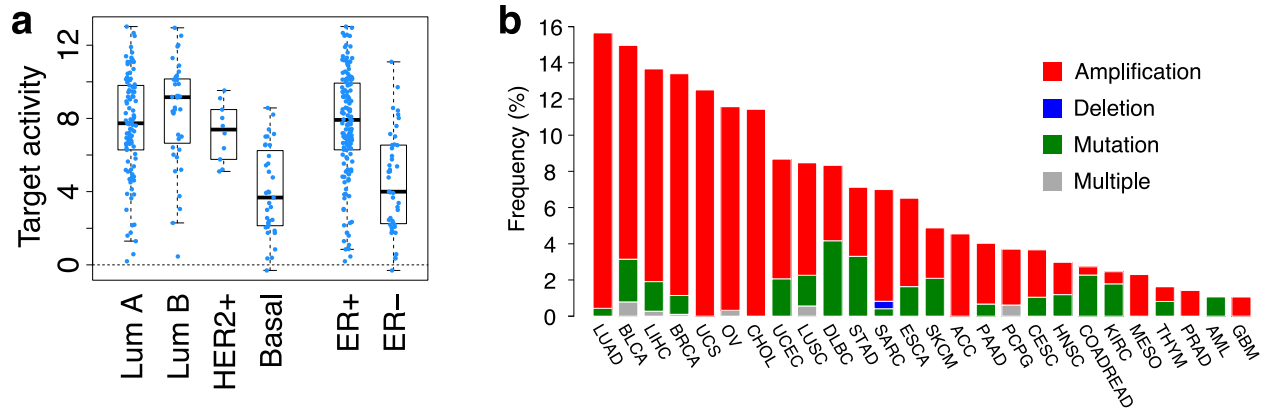 a
Target activity
12
8
4
0
Lum A
Lum B
HER2+
Basal
ER+
ER−
b
Frequency (%)
16
14
12
10
8
6
4
2
0
Amplification
Deletion
Mutation
Multiple
LUAD
BLCA
LIHC
BRCA
UCS
OV
CHOL
UCEC
LUSC
DLBC
STAD
SARC
ESCA
SKCM
ACC
PAAD
PCPG
CESC
HNSC
COADREAD
KIRC
MESO
THYM
PRAD
AML
GBM